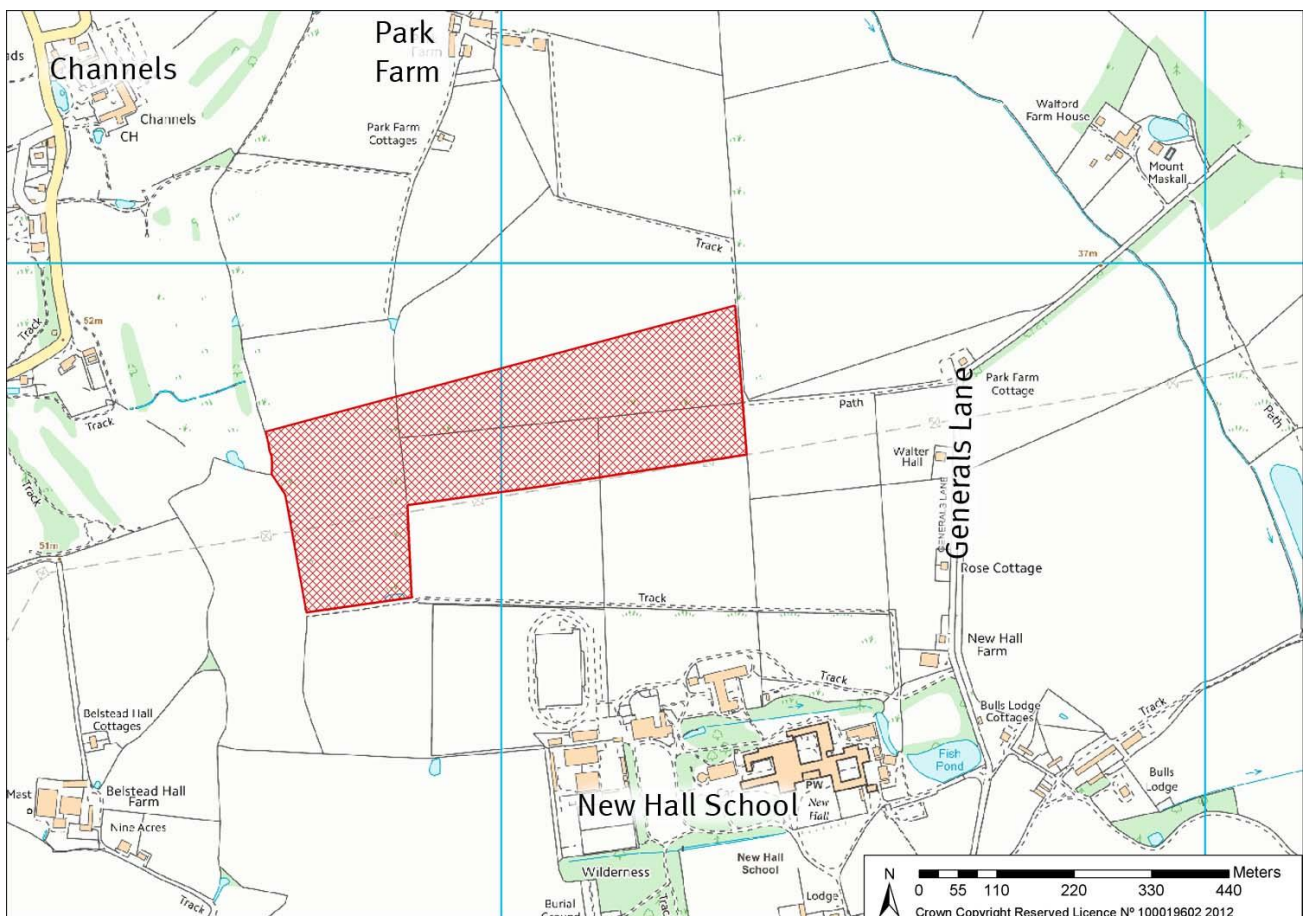 Park
Farm
Channels
nds
Channels
CH
Park Farm
Cottages
Walford
Farm House
Mount
Maskall
Track
37m
Track
52m
Track
Track
51m
Path
Park Farm
Cottage
Path
Walter
Hall
GENERALS LANE
Generals Lane
Rose Cottage
Track
New Hall
Farm
Track
Belstead Hall
Cottages
Bulls Lodge
Cottages
Track
Fish
Pond
Mast
Belstead Hall
Farm
Nine Acres
New Hall School
PW
New
Hall
Bulls
Lodge
Wilderness
New Hall
School
Lodge
Track
Burial
Track
N
Meters
0 55 110 220 330 440
Crown Copyright Reserved Licence Nº 100019602 2012